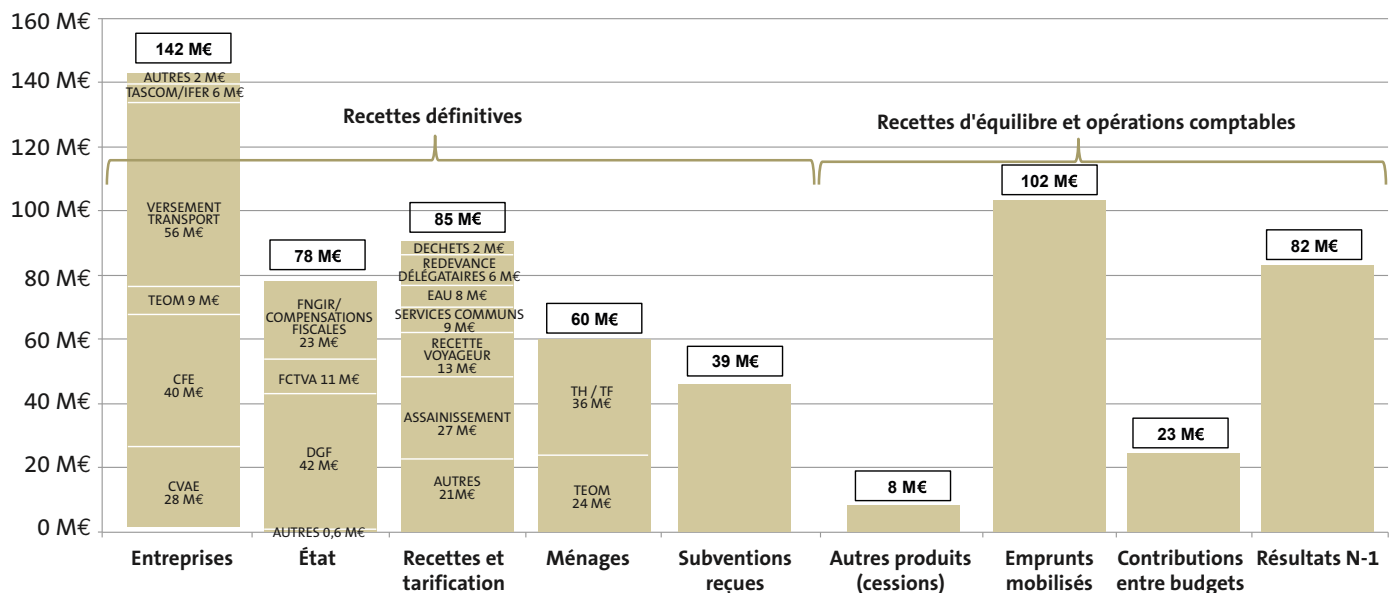 160 M€
140 M€
120 M€
100 M€
80 M€
60 M€
40 M€
20 M€
0 M€
Recettes définitives
Recettes d'équilibre et opérations comptables
142 M€
AUTRES 2 M€
TASCOM/IFER 6 M€
VERSEMENT
TRANSPORT
56 M€
TEOM 9 M€
CFE
40 M€
CVAE
28 M€
78 M€
FNGIR/
COMPENSATIONS
FISCALES
23 M€
FCTVA 11 M€
DGF
42 M€
AUTRES 0,6 M€
85 M€
DECHETS 2 M€
REDEVANCE
DÉLÉGATAIRES 6 M€
EAU 8 M€
SERVICES COMMUNS
9 M€
RECETTE
VOYAGEUR
13 M€
ASSAINISSEMENT
27 M€
AUTRES
21M€
60 M€
TH / TF
36 M€
TEOM
24 M€
39 M€
8 M€
102 M€
23 M€
82 M€
Entreprises
État
Recettes et
tarification
Ménages
Subventions
reçues
Autres produits
(cessions)
Emprunts
mobilisés
Contributions
entre budgets
Résultats N-1